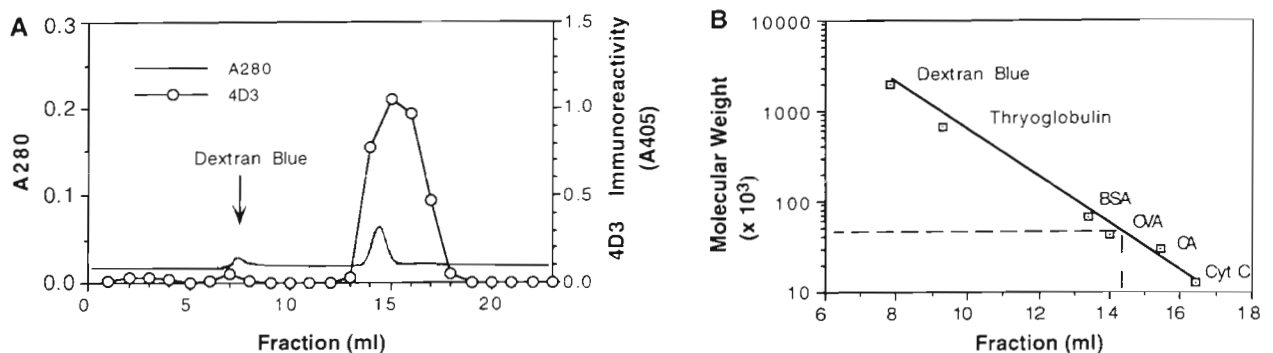 A
0.3
0.2
0.1
0.0
A280
A280
4D3
Dextran Blue
0
5
10
15
20
Fraction (ml)
1.5
1.0
0.5
0.0
4D3 Immunoreactivity
(A405)
B
10000
1000
100
10
Molecular Weight
(x 10³)
Dextran Blue
Thryoglobulin
BSA
OVA
CA
Cyt C
6
8
10
12
14
16
18
Fraction (ml)